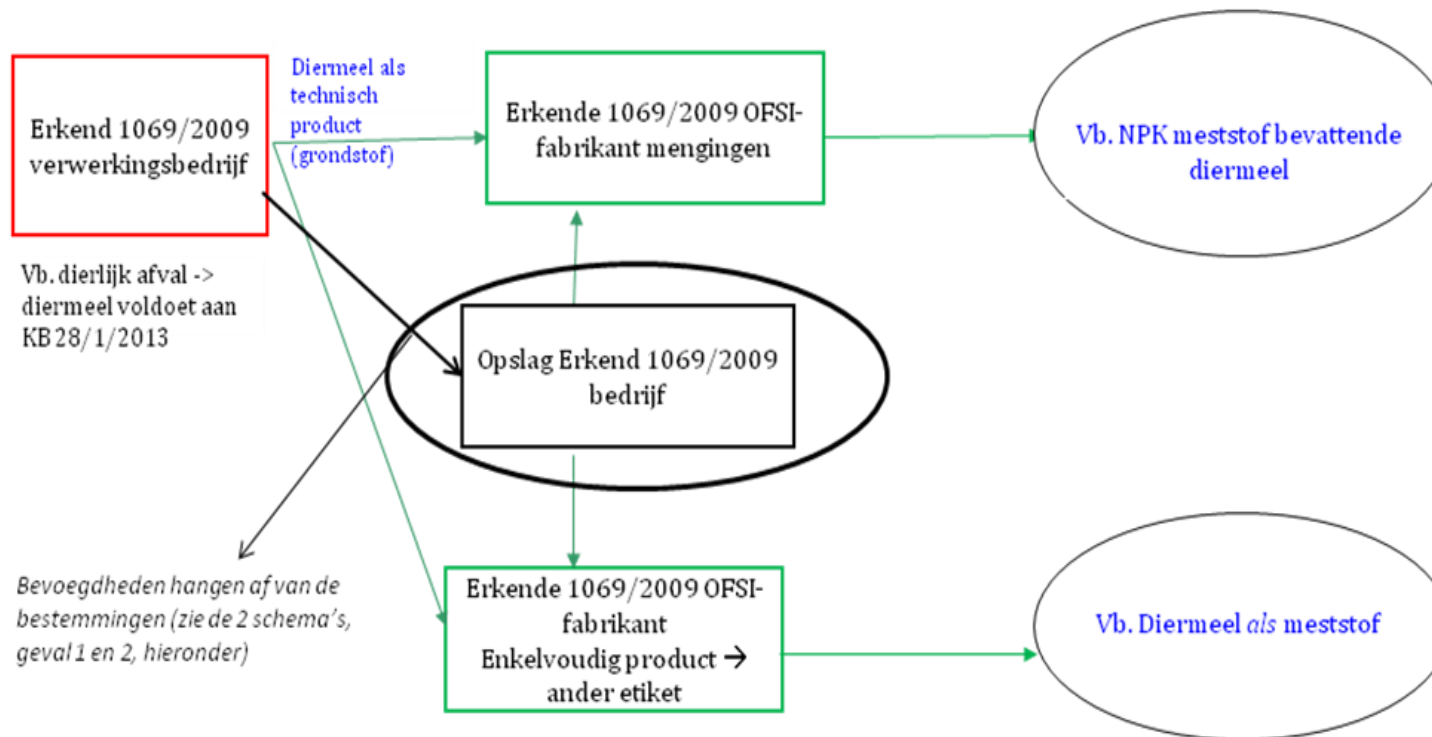 Erkend 1069/2009
verwerkingsbedrijf
Diermeel als
technisch
product
(grondstof)
Erkende 1069/2009 OFSI-
fabrikant mengingen
Vb. NPK meststof bevattende
diermeel
Vb. dierlijk afval ->
diermeel voldoet aan
KB 28/1/2013
Opslag Erkend 1069/2009
bedrijf
Bevoegdheden hangen af van de
bestemmingen (zie de 2 schema's,
geval 1 en 2, hieronder)
Erkende 1069/2009 OFSI-
fabrikant
Enkelvoudig product →
ander etiket
Vb. Diermeel als meststof